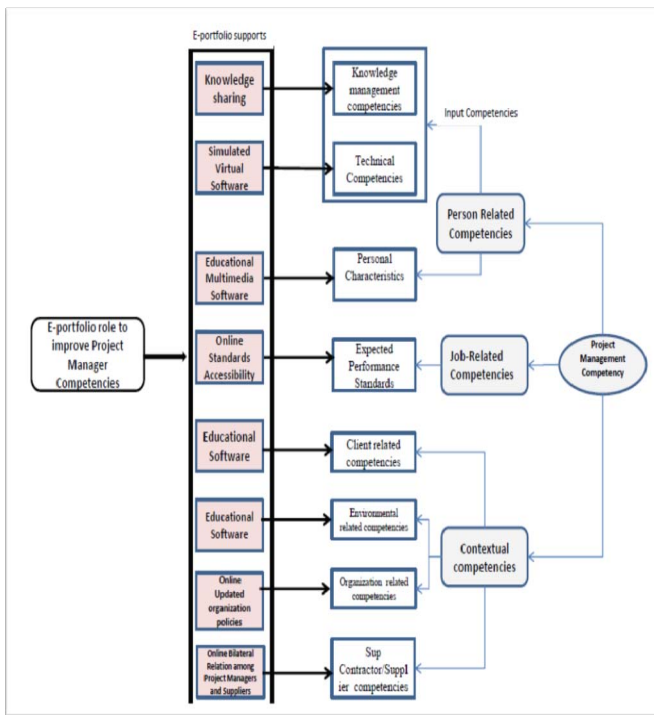 E-portfolio supports
Knowledge
sharing
Simulated
Virtual
Software
Educational
Multimedia
Software
Online
Standards
Accessibility
Educational
Software
Educational
Software
Online
Updated
organization
policies
Online Bilateral
Relation among
Project Managers
and Suppliers
E-portfolio role to
improve Project
Manager
Competencies
Knowledge
management
competencies
Technical
Competencies
Personal
Characteristics
Expected
Performance
Standards
Client related
competencies
Environmental
related competencies
Organization related
competencies
Sup
Contractor/Suppl
ier competencies
Input Competencies
Person Related
Competencies
Job-Related
Competencies
Contextual
competencies
Project
Management
Competency